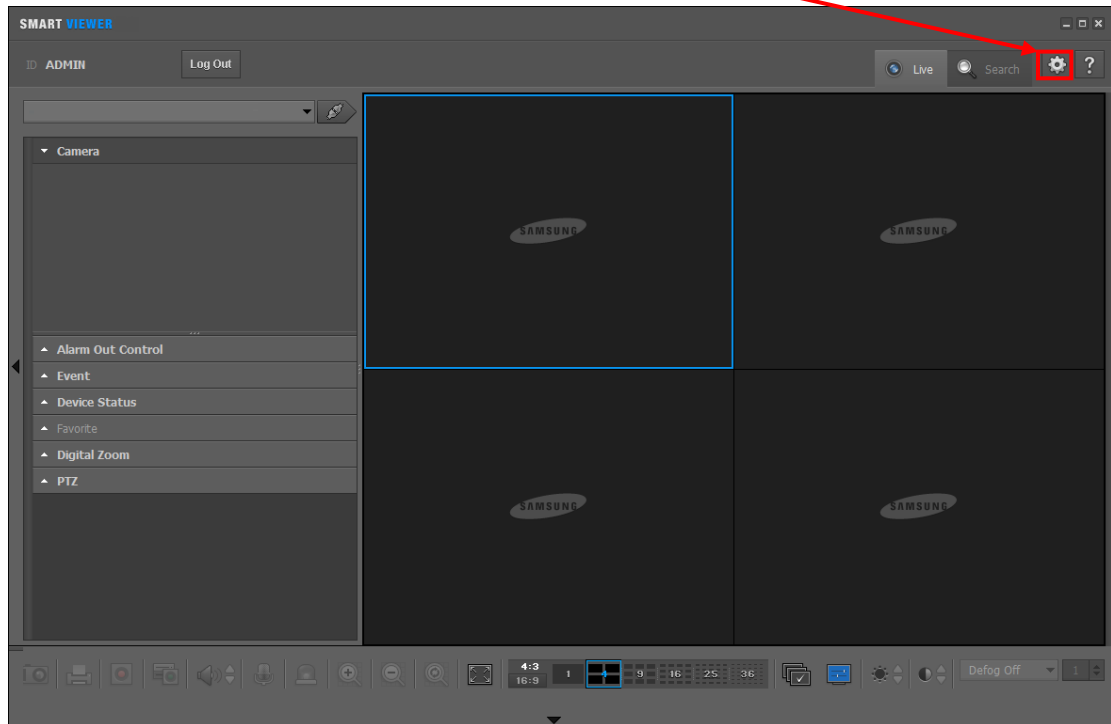 SMART VIEWER
ID ADMIN
Log Out
Live
Search
?
Camera
SAMSUNG
SAMSUNG
Alarm Out Control
Event
Device Status
Favorite
Digital Zoom
PTZ
SAMSUNG
SAMSUNG
4:3
16:9
1
4
9
16
25
36
Defog Off
1